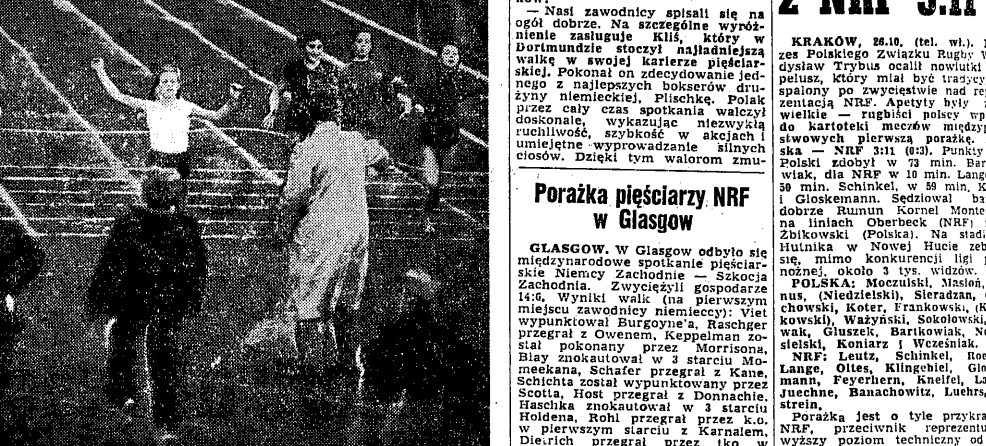 — Nasi zawodnicy spisali się na
ogół dobrze. Na szczególne wyróż-
nienie zasługuje Kliś, który w
Dortmundzie stoczył najładniejszą
walkę w swojej karierze pięściar-
skiej. Pokonał on zdecydowanie jed-
nego z najlepszych bokserów dru-
żyny niemieckiej, Plischkę. Polak
przez cały czas spotkania walczył
doskonale, wykazując niezwykłą
ruchliwość, szybkość w akcjach i
umiejętne wyprowadzanie silnych
ciosów. Dzięki tym walorom zmu-
Porażka pięściarzy NRF
w Glasgow
GLASGOW. W Glasgow odbyło się
międzynarodowe spotkanie pięściar-
skie Niemcy Zachodnie — Szkocja
Zachodnia. Zwyciężyli gospodarze
14:6. Wyniki walk (na pierwszym
miejscu zawodnicy niemieccy): Viet
wypunktował Burgoyne'a, Raschger
przegrał z Owenem, Keppelman zo-
stał pokonany przez Morrisona,
Blay znokautował w 3 starciu Mo-
meekana, Schafer przegrał z Kane,
Schichta został wypunktowany przez
Scotta, Host przegrał z Donnachie,
Haschka znokautował w 3 starciu
Holdena, Rohl przegrał przez k.o.
w pierwszym starciu z Karnalem,
Dietrich przegrał przez tko w
z NRF 3:11
KRAKÓW, 26.10. (tel. wł.).
zes Polskiego Związku Rugby
dysław Trybus ocalił nowiutki
pelusz, który miał być tradycy
spalony po zwycięstwie nad re
zentacją NRF. Apetyty były
wielkie — rugbiści polscy wp
do kartoteki meczów między
stwowych pierwszą porażkę.
ska — NRF 3:11 (0:3). Punkty
Polski zdobył w 73 min. Bar
wiak, dla NRF w 10 min. Lang
50 min. Schinkel, w 59 min. K
i Gloskemann. Sędziował ba
dobrze Rumun Kornel Monte
na liniach Oberbeck (NRF)
Zbikowski (Polska). Na stadi
Hutnika w Nowej Hucie zeb
się, mimo konkurencji ligi p
nożnej, około 3 tys. widzów.
POLSKA: Moczulski, Masłoń,
nus, (Niedzielski), Sieradzan,
chowski, Koter, Frankowski, (K
kowski), Ważyński, Sokołowski,
wak, Głuszek, Bartkowiak, No
sielski, Koniarz i Wcześniak.
NRF: Leutz, Schinkel, Roe
Lange, Oltes, Klingebiel, Glo
mann, Feyerhern, Kneifel, La
Juechne, Banachowitz, Luehrs,
strein.
Porażka jest o tyle przykra
NRF, przeciwnik reprezentu
wyższy poziom techniczny od